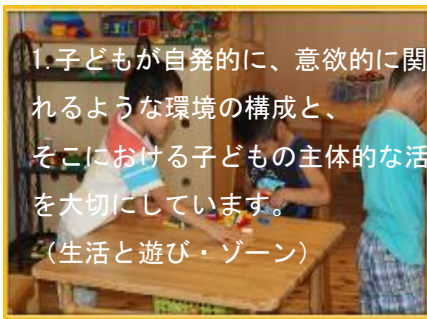 1.子どもが自発的に、意欲的に関
れるような環境の構成と、
そこにおける子どもの主体的な活
を大切にしています。
（生活と遊び・ゾーン）